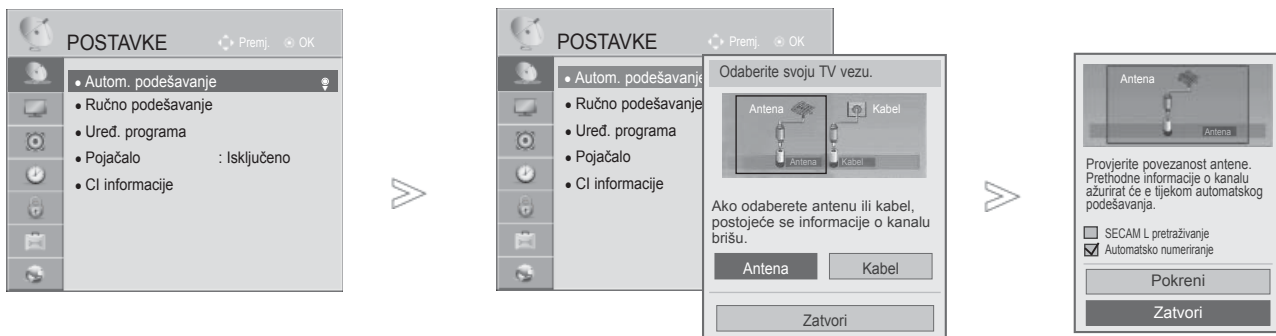 POSTAVKE
Premj. OK
• Autom. podešavanje
• Ručno podešavanje
• Uređ. programa
• Pojačalo : Isključeno
• CI informacije
POSTAVKE
Premj. OK
• Autom. podešavanje
• Ručno podešavanje
• Uređ. programa
• Pojačalo
• CI informacije
Odaberite svoju TV vezu.
Antena Kabel
Antena Kabel
Ako odaberete antenu ili kabel,
postojeće se informacije o kanalu
brišu.
Antena Kabel
Zatvori
Antena
Antena
Provjerite povezanost antene.
Prethodne informacije o kanalu
ažurirat će e tijekom automatskog
podešavanja.
SECAM L pretraživanje
Automatsko numeriranje
Pokreni
Zatvori